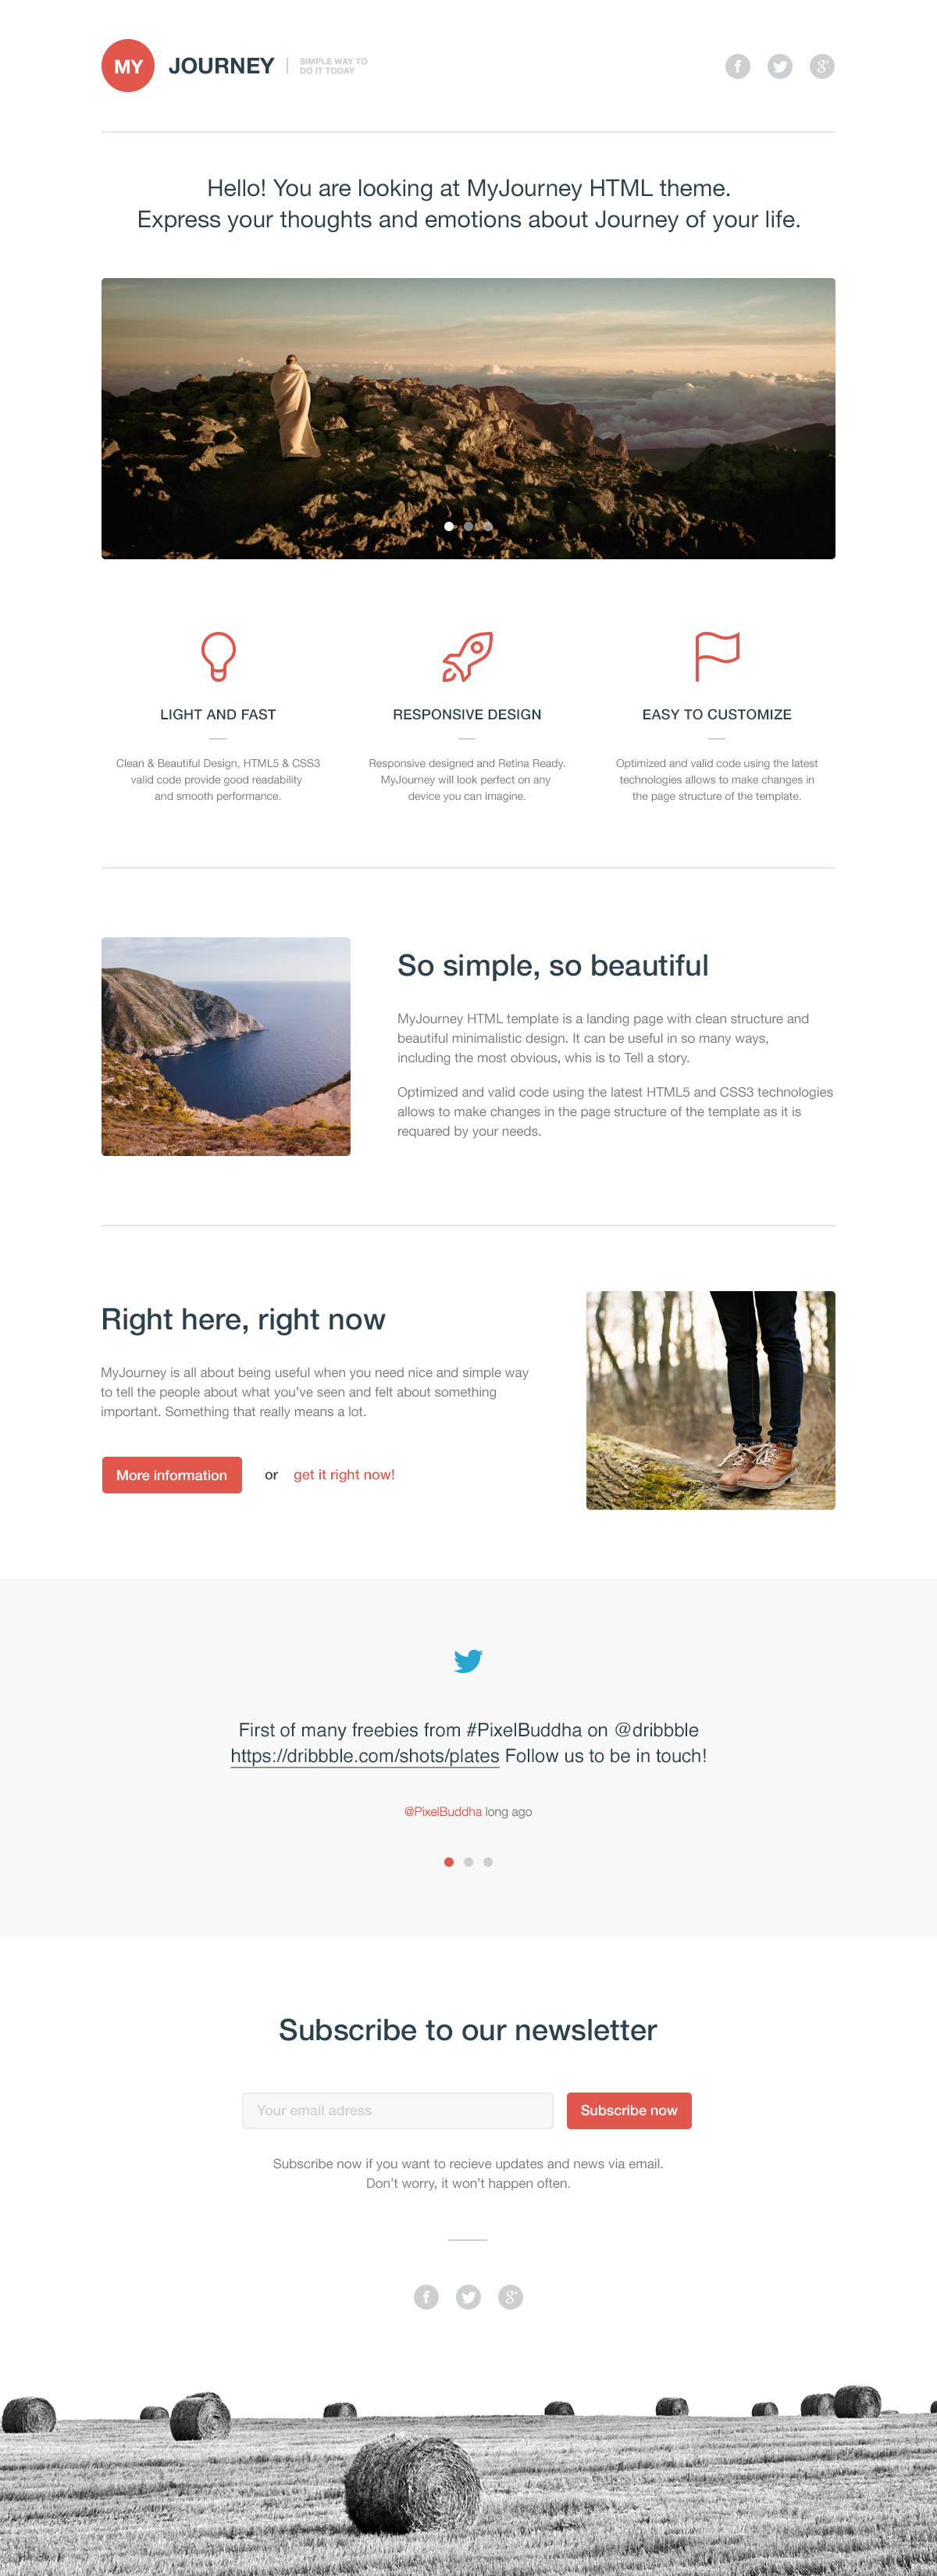 MY JOURNEY
SIMPLE WAY TO
DO IT TODAY
f
g+
Hello! You are looking at MyJourney HTML theme.
Express your thoughts and emotions about Journey of your life.
LIGHT AND FAST
Clean & Beautiful Design, HTML5 & CSS3
valid code provide good readability
and smooth performance.
RESPONSIVE DESIGN
Responsive designed and Retina Ready.
MyJourney will look perfect on any
device you can imagine.
EASY TO CUSTOMIZE
Optimized and valid code using the latest
technologies allows to make changes in
the page structure of the template.
So simple, so beautiful
MyJourney HTML template is a landing page with clean structure and
beautiful minimalistic design. It can be useful in so many ways,
including the most obvious, whis is to Tell a story.
Optimized and valid code using the latest HTML5 and CSS3 technologies
allows to make changes in the page structure of the template as it is
requared by your needs.
Right here, right now
MyJourney is all about being useful when you need nice and simple way
to tell the people about what you've seen and felt about something
important. Something that really means a lot.
More information or get it right now!
First of many freebies from #PixelBuddha on @dribbble
https://dribbble.com/shots/plates Follow us to be in touch!
@PixelBuddha long ago
Subscribe to our newsletter
Your email adress
Subscribe now
Subscribe now if you want to recieve updates and news via email.
Don't worry, it won't happen often.
f
g+